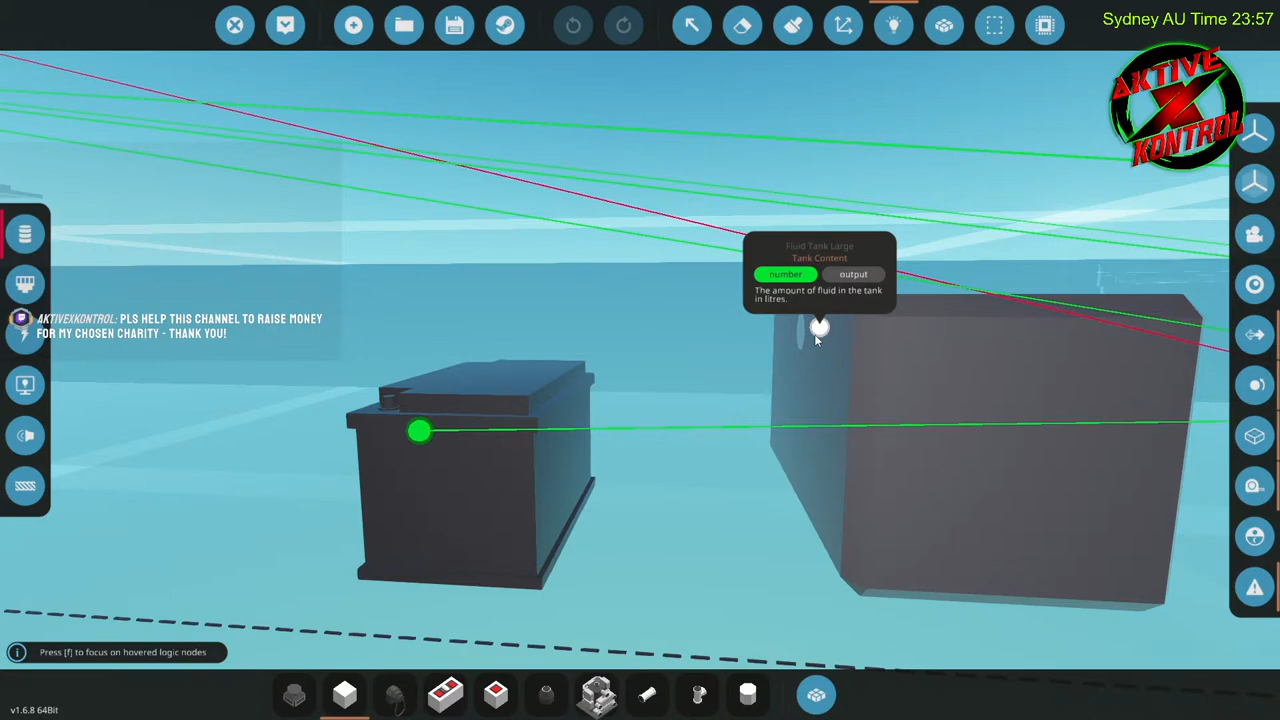 Sydney AU Time 23:57
AKTIVE
X
KONTROL
Fluid Tank Large
Tank Content
number output
The amount of fluid in the tank
in litres.
AKTIVEXKONTROL: PLS HELP THIS CHANNEL TO RAISE MONEY
FOR MY CHOSEN CHARITY - THANK YOU!
i Press [f] to focus on hovered logic nodes
v1.6.8 64Bit